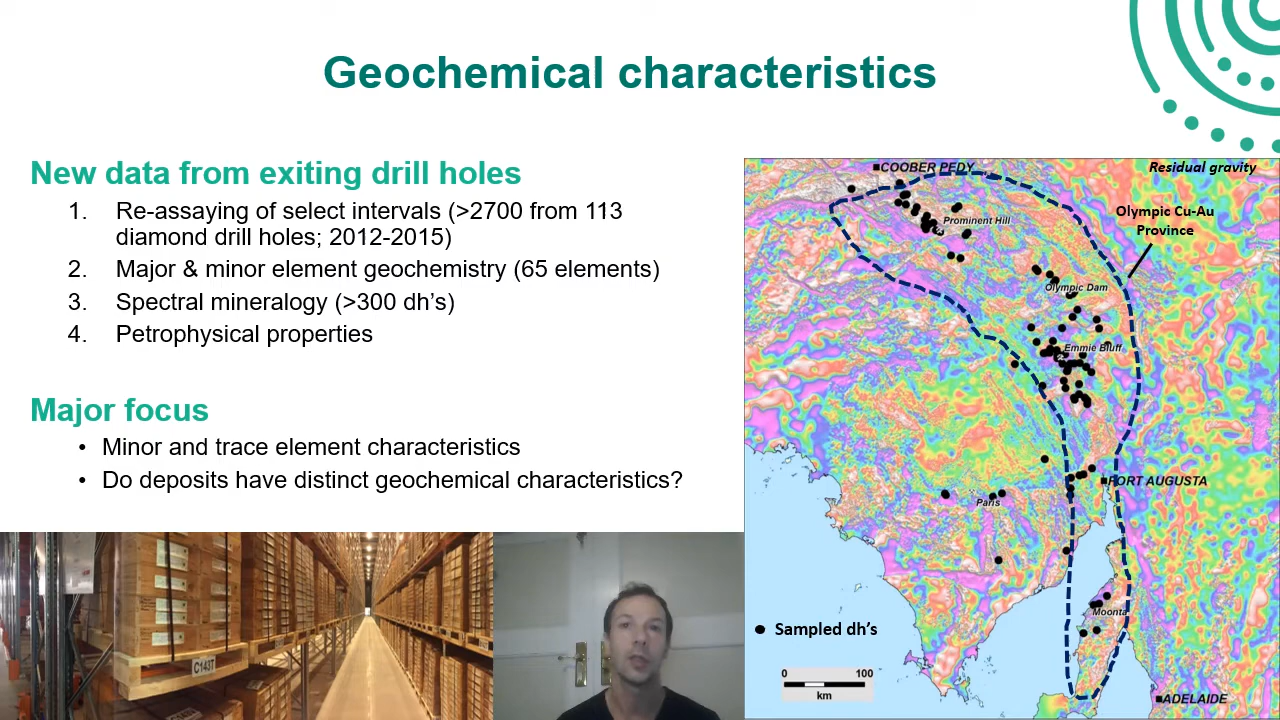 Geochemical characteristics
New data from exiting drill holes
1. Re-assaying of select intervals (>2700 from 113
diamond drill holes; 2012-2015)
2. Major & minor element geochemistry (65 elements)
3. Spectral mineralogy (>300 dh's)
4. Petrophysical properties
Major focus
• Minor and trace element characteristics
• Do deposits have distinct geochemical characteristics?
C143T
COOBER PEDY
Residual gravity
Olympic Cu-Au
Province
Prominent Hill
Olympic Dam
Emmie Bluff
PORT AUGUSTA
Paris
Moonta
Sampled dh's
0 100
km
ADELAIDE